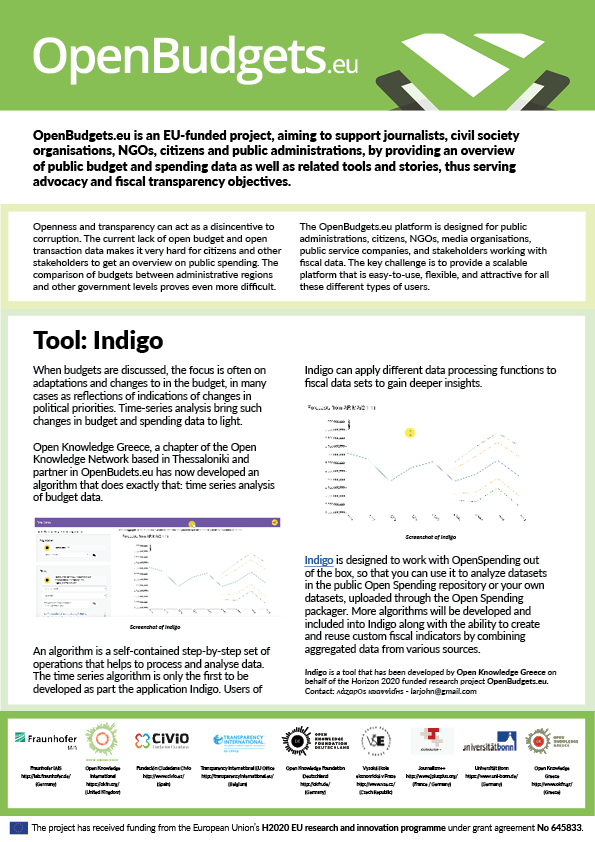 OpenBudgets.eu
OpenBudgets.eu is an EU-funded project, aiming to support journalists, civil society
organisations, NGOs, citizens and public administrations, by providing an overview
of public budget and spending data as well as related tools and stories, thus serving
advocacy and fiscal transparency objectives.
Openness and transparency can act as a disincentive to
corruption. The current lack of open budget and open
transaction data makes it very hard for citizens and other
stakeholders to get an overview on public spending. The
comparison of budgets between administrative regions
and other government levels proves even more difficult.
The OpenBudgets.eu platform is designed for public
administrations, citizens, NGOs, media organisations,
public service companies, and stakeholders working with
fiscal data. The key challenge is to provide a scalable
platform that is easy-to-use, flexible, and attractive for all
these different types of users.
Tool: Indigo
When budgets are discussed, the focus is often on
adaptations and changes to in the budget, in many
cases as reflections of indications of changes in
political priorities. Time-series analysis bring such
changes in budget and spending data to light.
Open Knowledge Greece, a chapter of the Open
Knowledge Network based in Thessaloniki and
partner in OpenBudets.eu has now developed an
algorithm that does exactly that: time series analysis
of budget data.
Screenshot of Indigo
An algorithm is a self-contained step-by-step set of
operations that helps to process and analyse data.
The time series algorithm is only the first to be
developed as part the application Indigo. Users of
Indigo can apply different data processing functions to
fiscal data sets to gain deeper insights.
Screenshot of Indigo
Indigo is designed to work with OpenSpending out
of the box, so that you can use it to analyze datasets
in the public Open Spending repository or your own
datasets, uploaded through the Open Spending
packager. More algorithms will be developed and
included into Indigo along with the ability to create
and reuse custom fiscal indicators by combining
aggregated data from various sources.
Indigo is a tool that has been developed by Open Knowledge Greece on
behalf of the Horizon 2020 funded research project OpenBudgets.eu.
Contact: - larjohn@gmail.com
Fraunhofer
IAIS
CiViO
TRANSPARENCY
INTERNATIONAL
OPEN
KNOWLEDGE
FOUNDATION
DEUTSCHLAND
universitätbonn
OPEN
KNOWLEDGE
GREECE
Fraunhofer IAIS
(Germany)
Open Knowledge
International
https://okfn.org/
(United Kingdom)
Fundación Ciudadana Civio
http://www.civio.es/
(Spain)
Transparency International EU Office
http://transparency.international.eu/
(Belgium)
Open Knowledge Foundation
Deutschland
http://okfn.de/
(Germany)
http://www.vse.cz/
(Czech Republic)
Journalism++
http://www.jplusplus.org/
(France / Germany)
Universität Bonn
https://www.uni-bonn.de/
(Germany)
Open Knowledge
Greece
http://www.okfn.gr/
(Greece)
The project has received funding from the European Union's H2020 EU research and innovation programme under grant agreement No 645833.